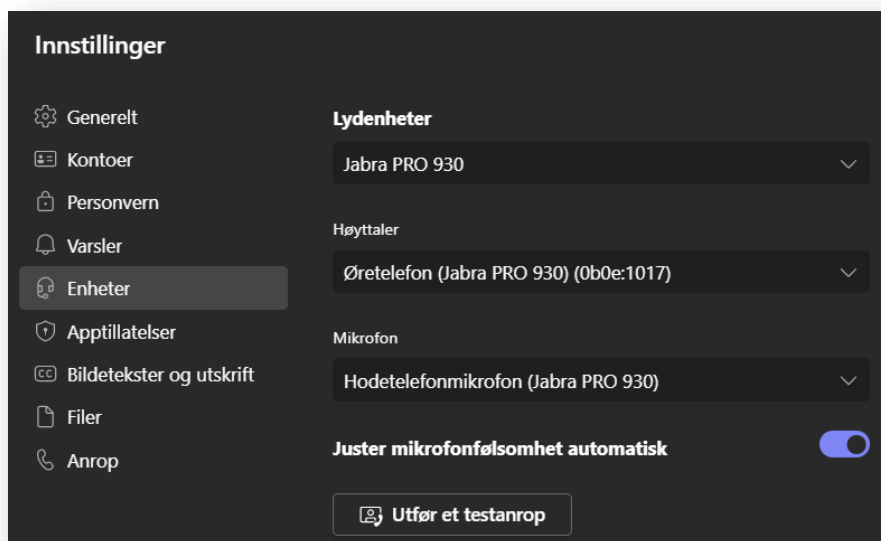 Innstillinger
Generelt
Kontoer
Personvern
Varsler
Enheter
Apptillatelser
CC Bildetekster og utskrift
Filer
Anrop
Lydenheter
Jabra PRO 930
Høyttaler
Øretelefon (Jabra PRO 930) (0b0e:1017)
Mikrofon
Hodetelefonmikrofon (Jabra PRO 930)
Juster mikrofonfølsomhet automatisk
Utfør et testanrop